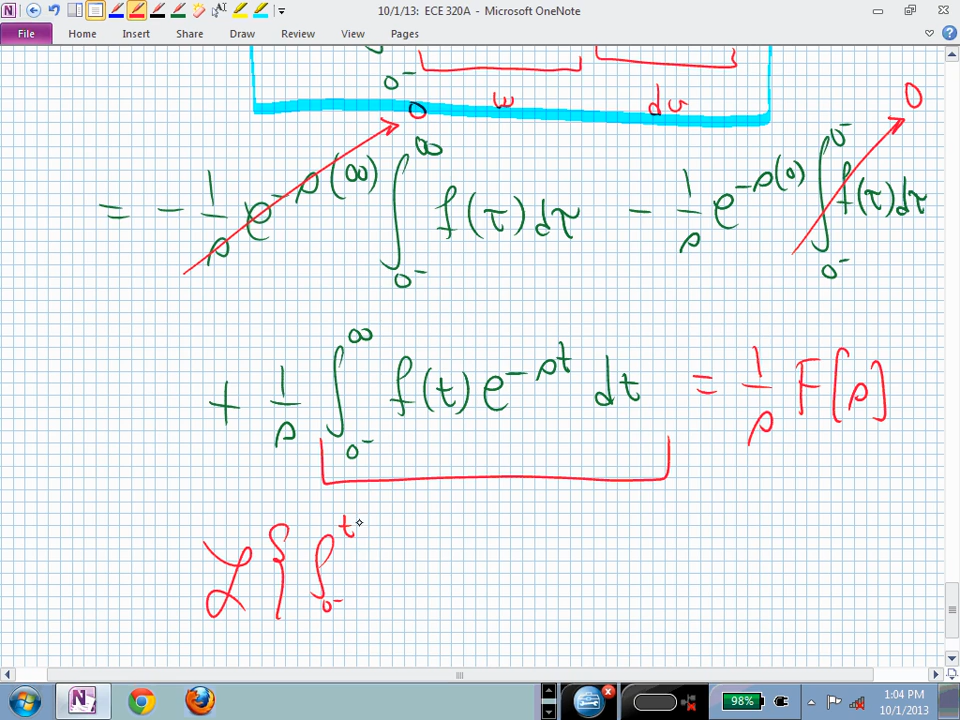 10/1/13: ECE 320A - Microsoft OneNote
File Home Insert Share Draw Review View Pages
0⁻
w du
0 0
= - 1/s e^{-s(∞)} ∫_{0⁻}^{∞} f(τ)dτ - 1/s e^{-s(0)} ∫_{0⁻}^{0⁻} f(τ)dτ
+ 1/s ∫_{0⁻}^{∞} f(t)e^{-st} dt = 1/s F[s]
ℒ{∫_{0⁻}^{t}
98%
1:04 PM
10/1/2013